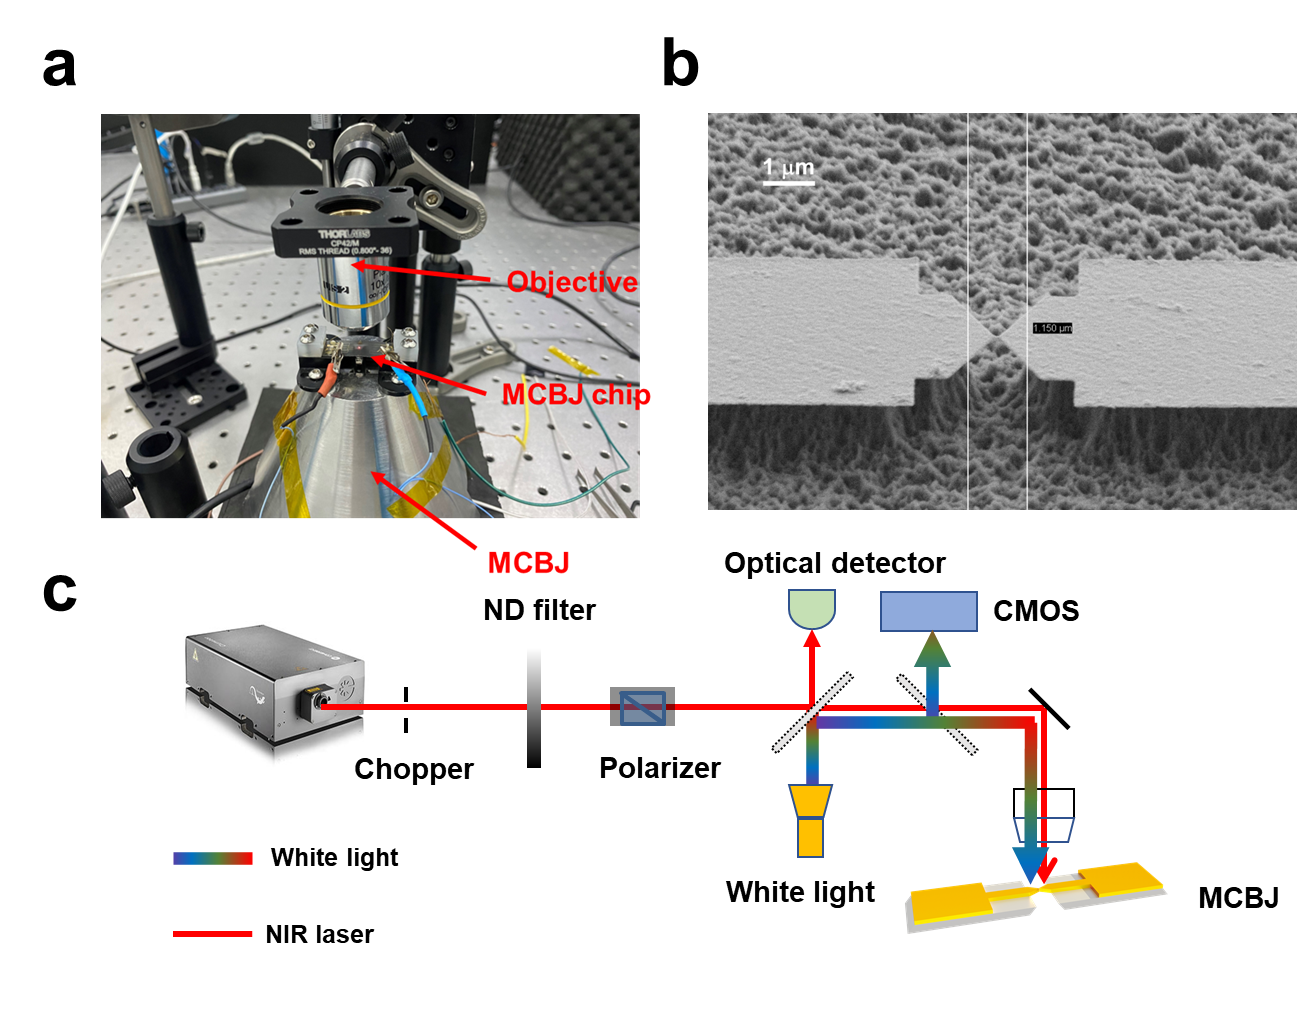 a
b
THORLABS
CP42/M
RMS THREAD (0.800"- 36)
10x
Objective
MCBJ chip
MCBJ
1 μm
1.150 μm
c
Optical detector
ND filter
CMOS
Chopper
Polarizer
White light
White light
MCBJ
NIR laser